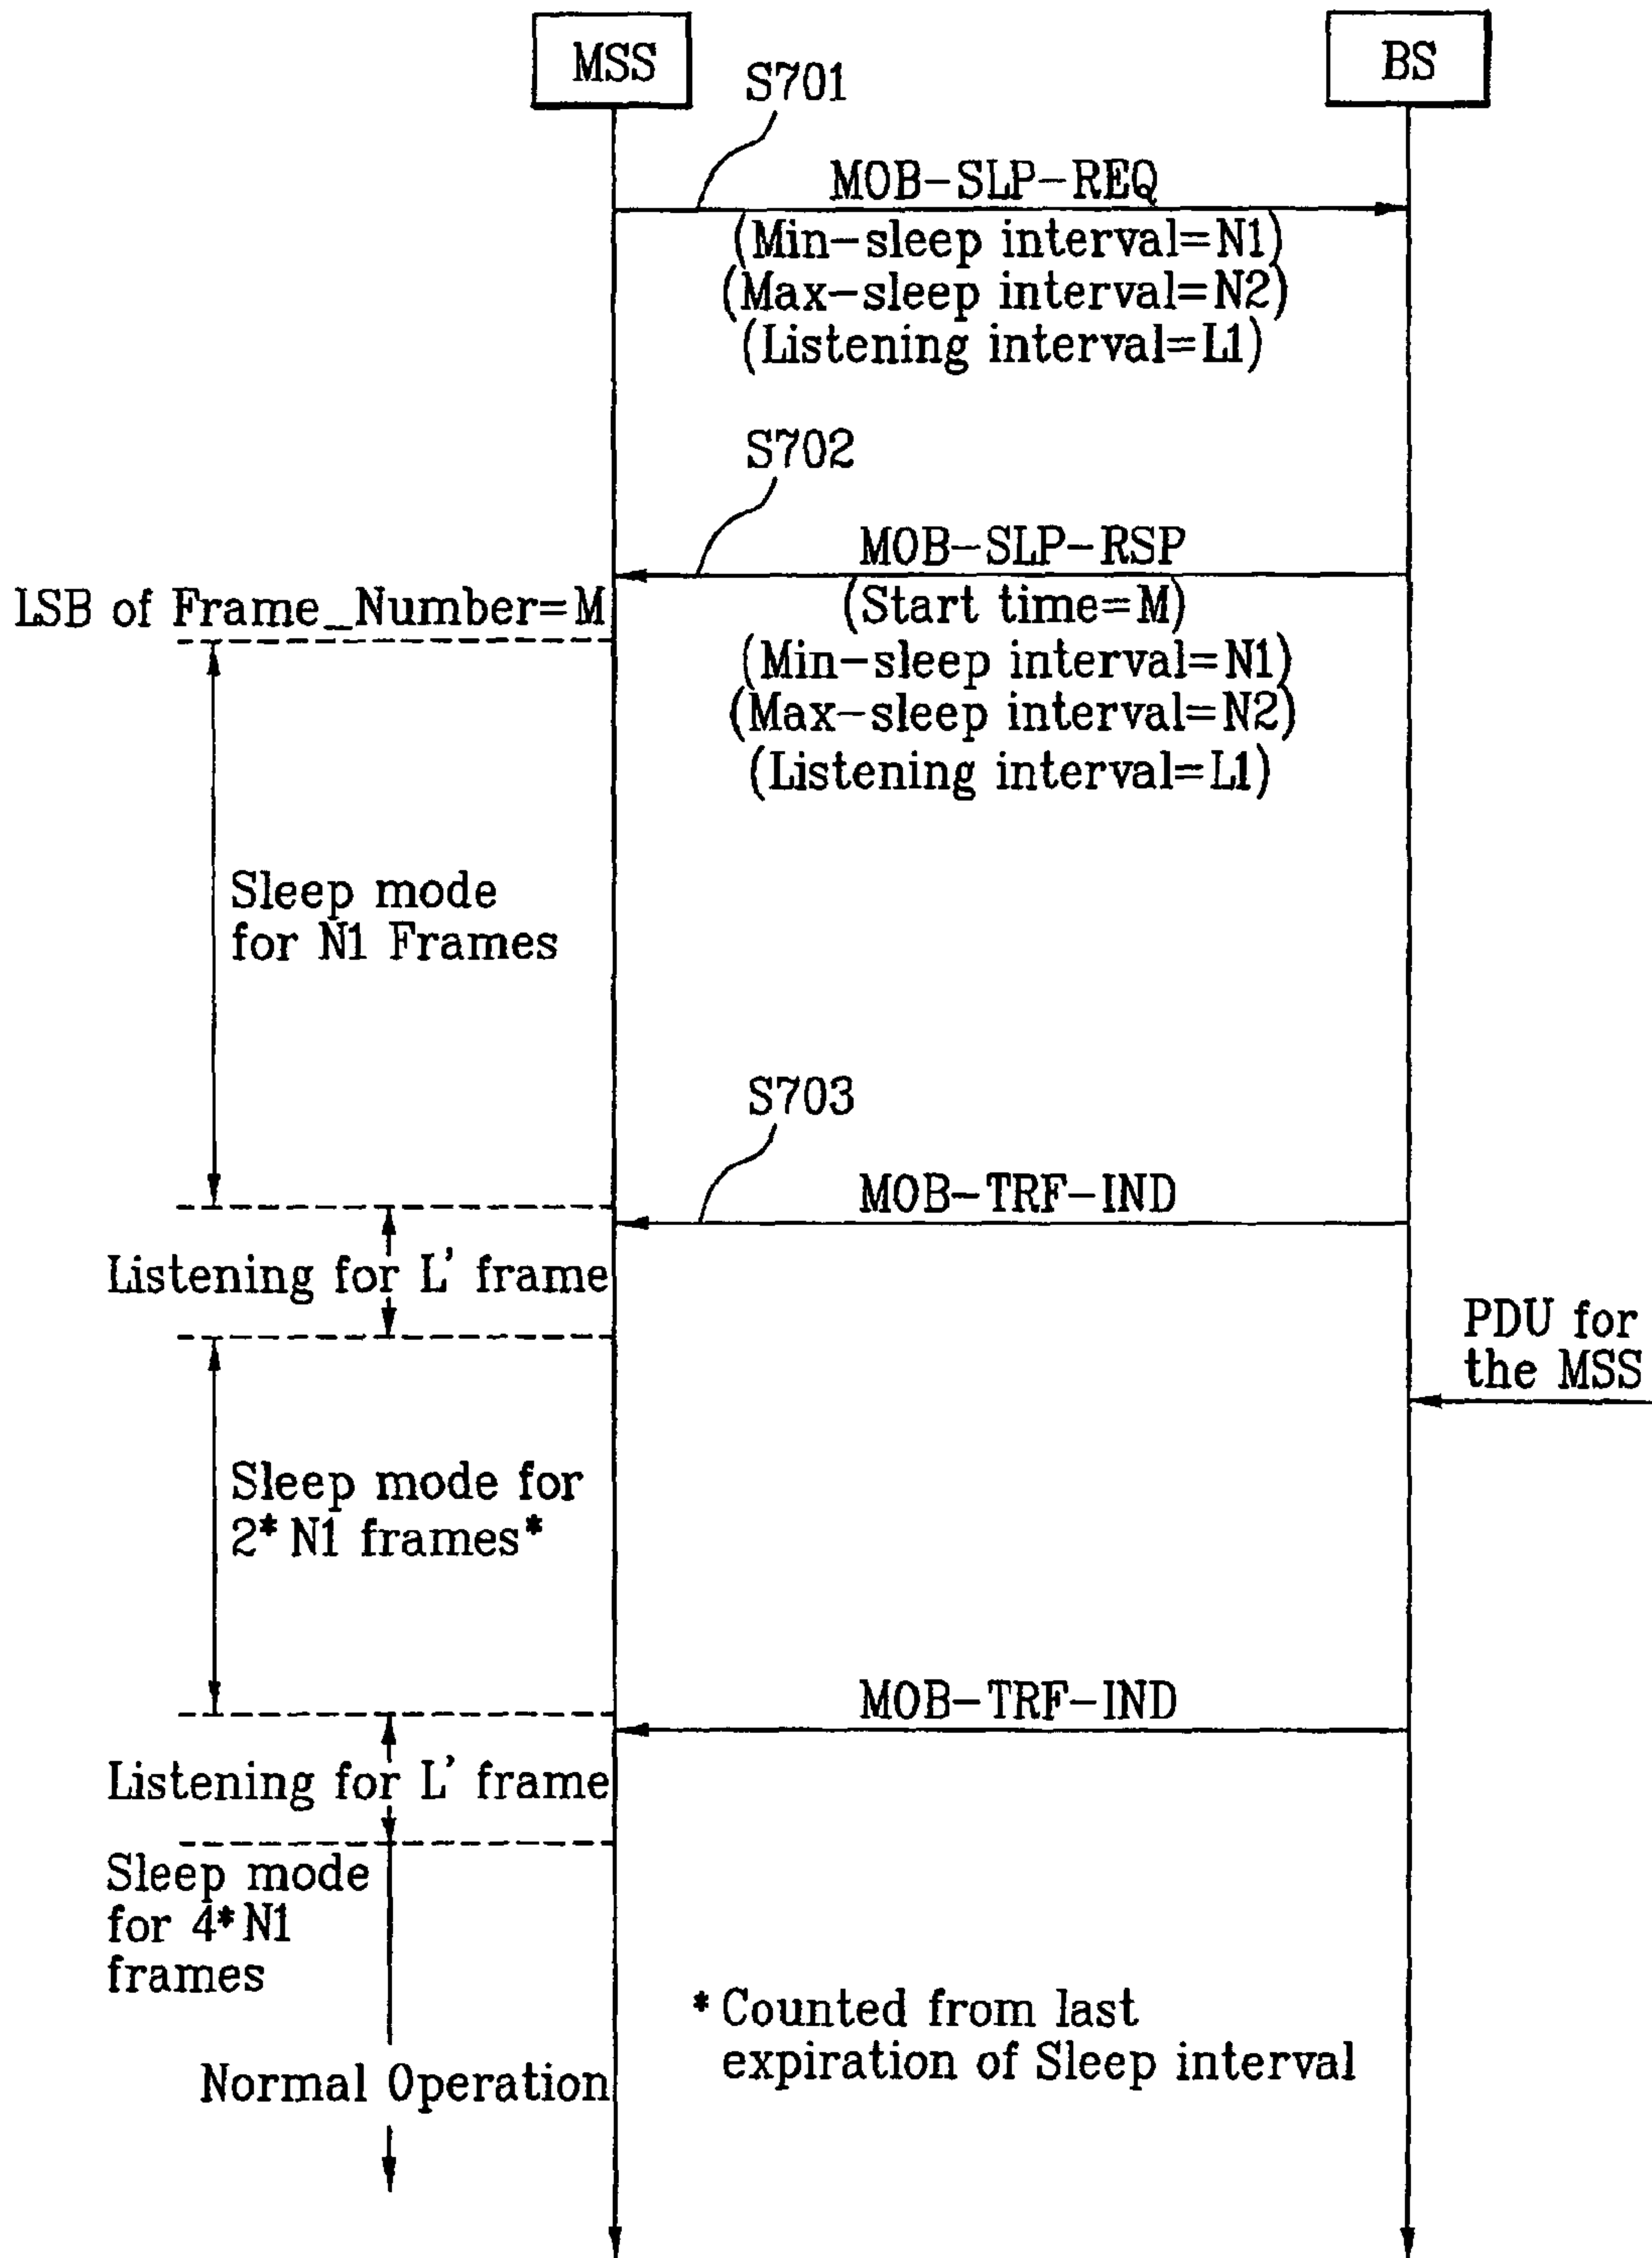 MSS
BS
S701
MOB-SLP-REQ
(Min-sleep interval=N1)
(Max-sleep interval=N2)
(Listening interval=L1)
S702
MOB-SLP-RSP
LSB of Frame_Number=M
(Start time=M)
(Min-sleep interval=N1)
(Max-sleep interval=N2)
(Listening interval=L1)
Sleep mode
for N1 Frames
S703
MOB-TRF-IND
Listening for L' frame
PDU for
the MSS
Sleep mode for
2* N1 frames*
MOB-TRF-IND
Listening for L' frame
Sleep mode
for 4* N1
frames
* Counted from last
expiration of Sleep interval
Normal Operation